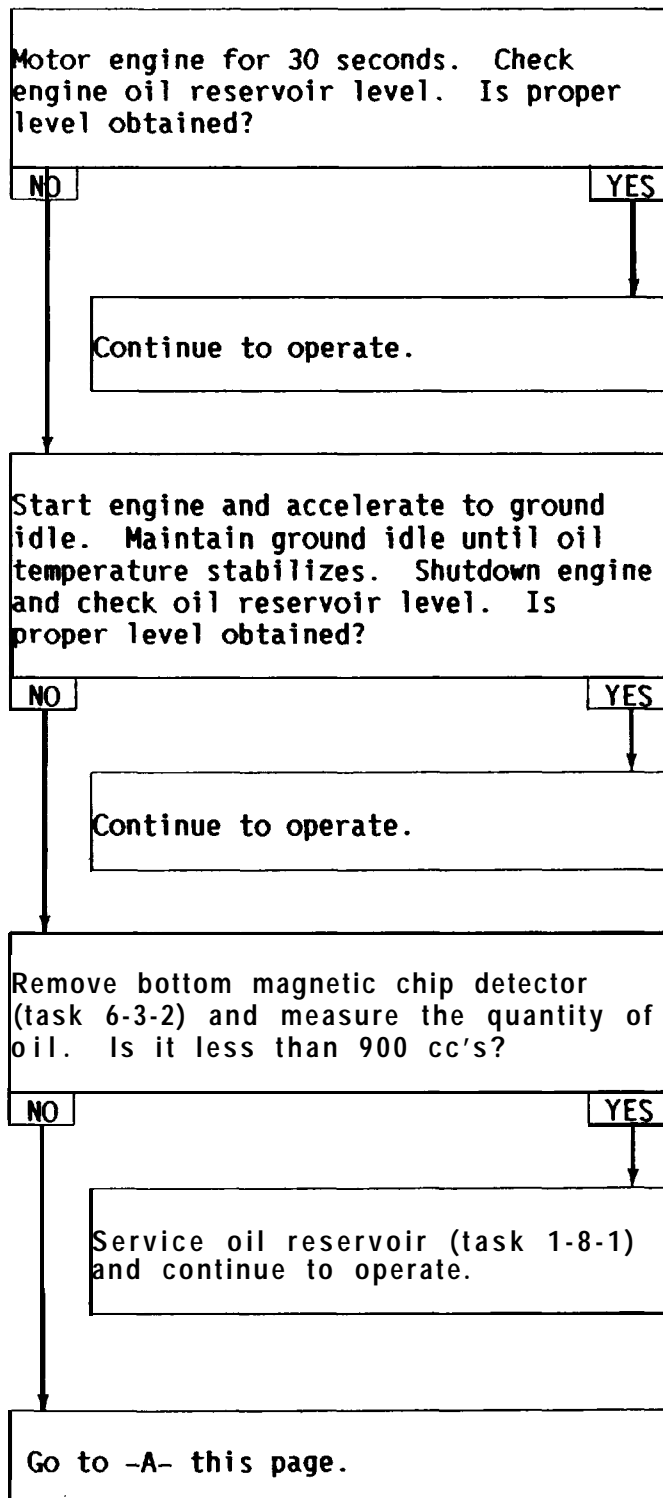 Motor engine for 30 seconds. Check
engine oil reservoir level. Is proper
level obtained?
NO YES
Continue to operate.
Start engine and accelerate to ground
idle. Maintain ground idle until oil
temperature stabilizes. Shutdown engine
and check oil reservoir level. Is
proper level obtained?
NO YES
Continue to operate.
Remove bottom magnetic chip detector
(task 6-3-2) and measure the quantity of
oil. Is it less than 900 cc's?
NO YES
Service oil reservoir (task 1-8-1)
and continue to operate.
Go to -A- this page.